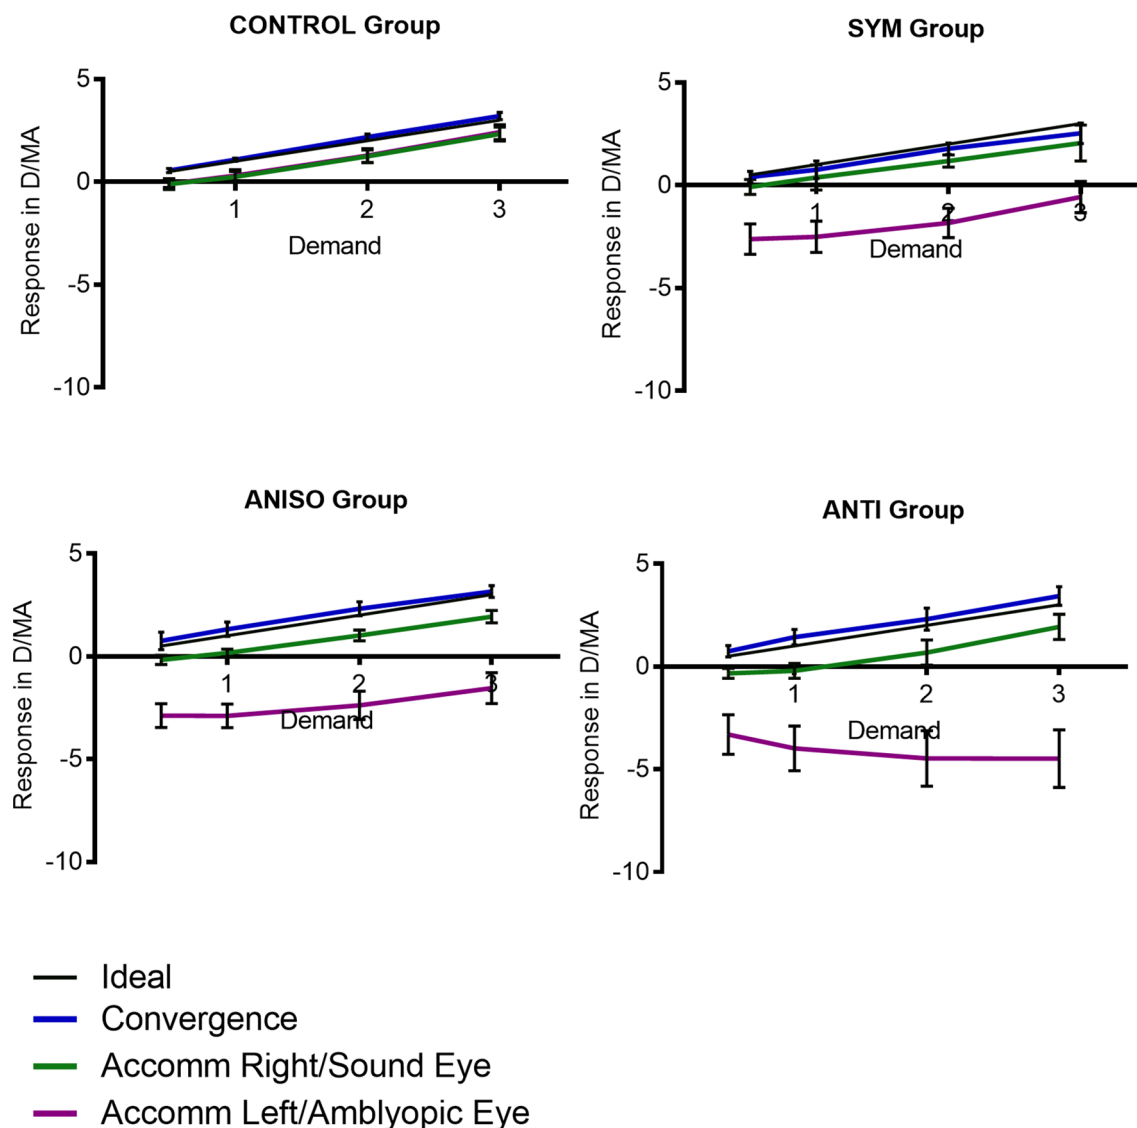 CONTROL Group
5
0
-5
-10
1
2
3
Demand
Response in D/MA
SYM Group
5
0
-5
-10
1
2
3
Demand
Response in D/MA
ANISO Group
5
0
-5
-10
1
2
3
Demand
Response in D/MA
ANTI Group
5
0
-5
-10
1
2
3
Demand
Response in D/MA
Ideal
Convergence
Accomm Right/Sound Eye
Accomm Left/Amblyopic Eye